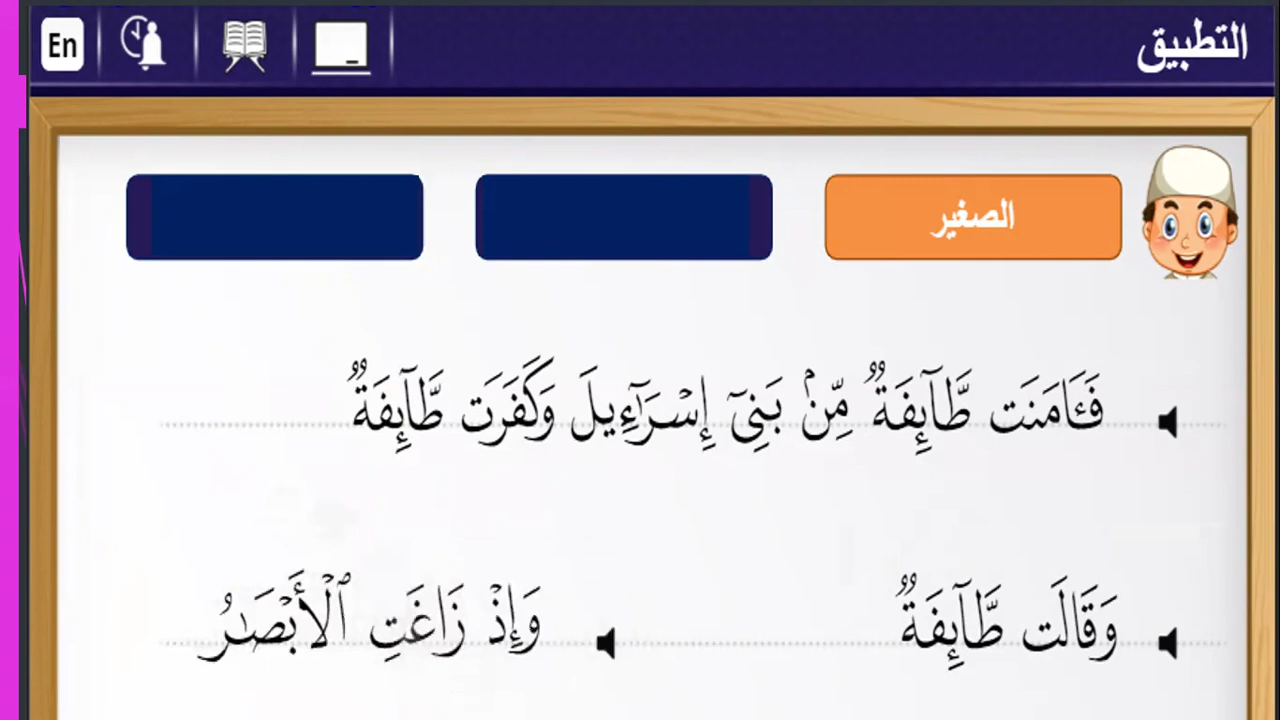 التطبيق
En
الصغير
فَـَٔامَنَت طَّآئِفَةٞ مِّنۢ بَنِيٓ إِسۡرَٰٓءِيلَ وَكَفَرَت طَّآئِفَةٞ
وَقَالَت طَّآئِفَةٞ وَإِذۡ زَاغَتِ ٱلۡأَبۡصَٰرُ